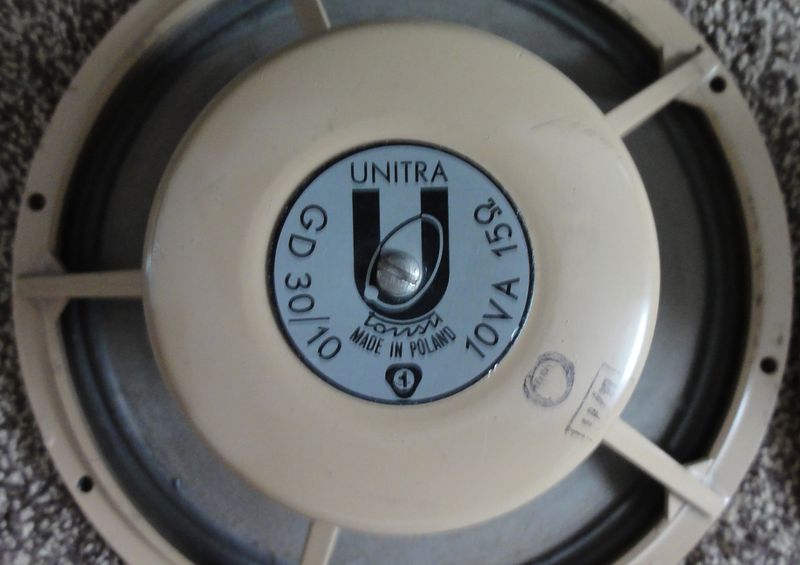 UNITRA
U
GD 30/10
10VA 15Ω
Tonsil
MADE IN POLAND
1